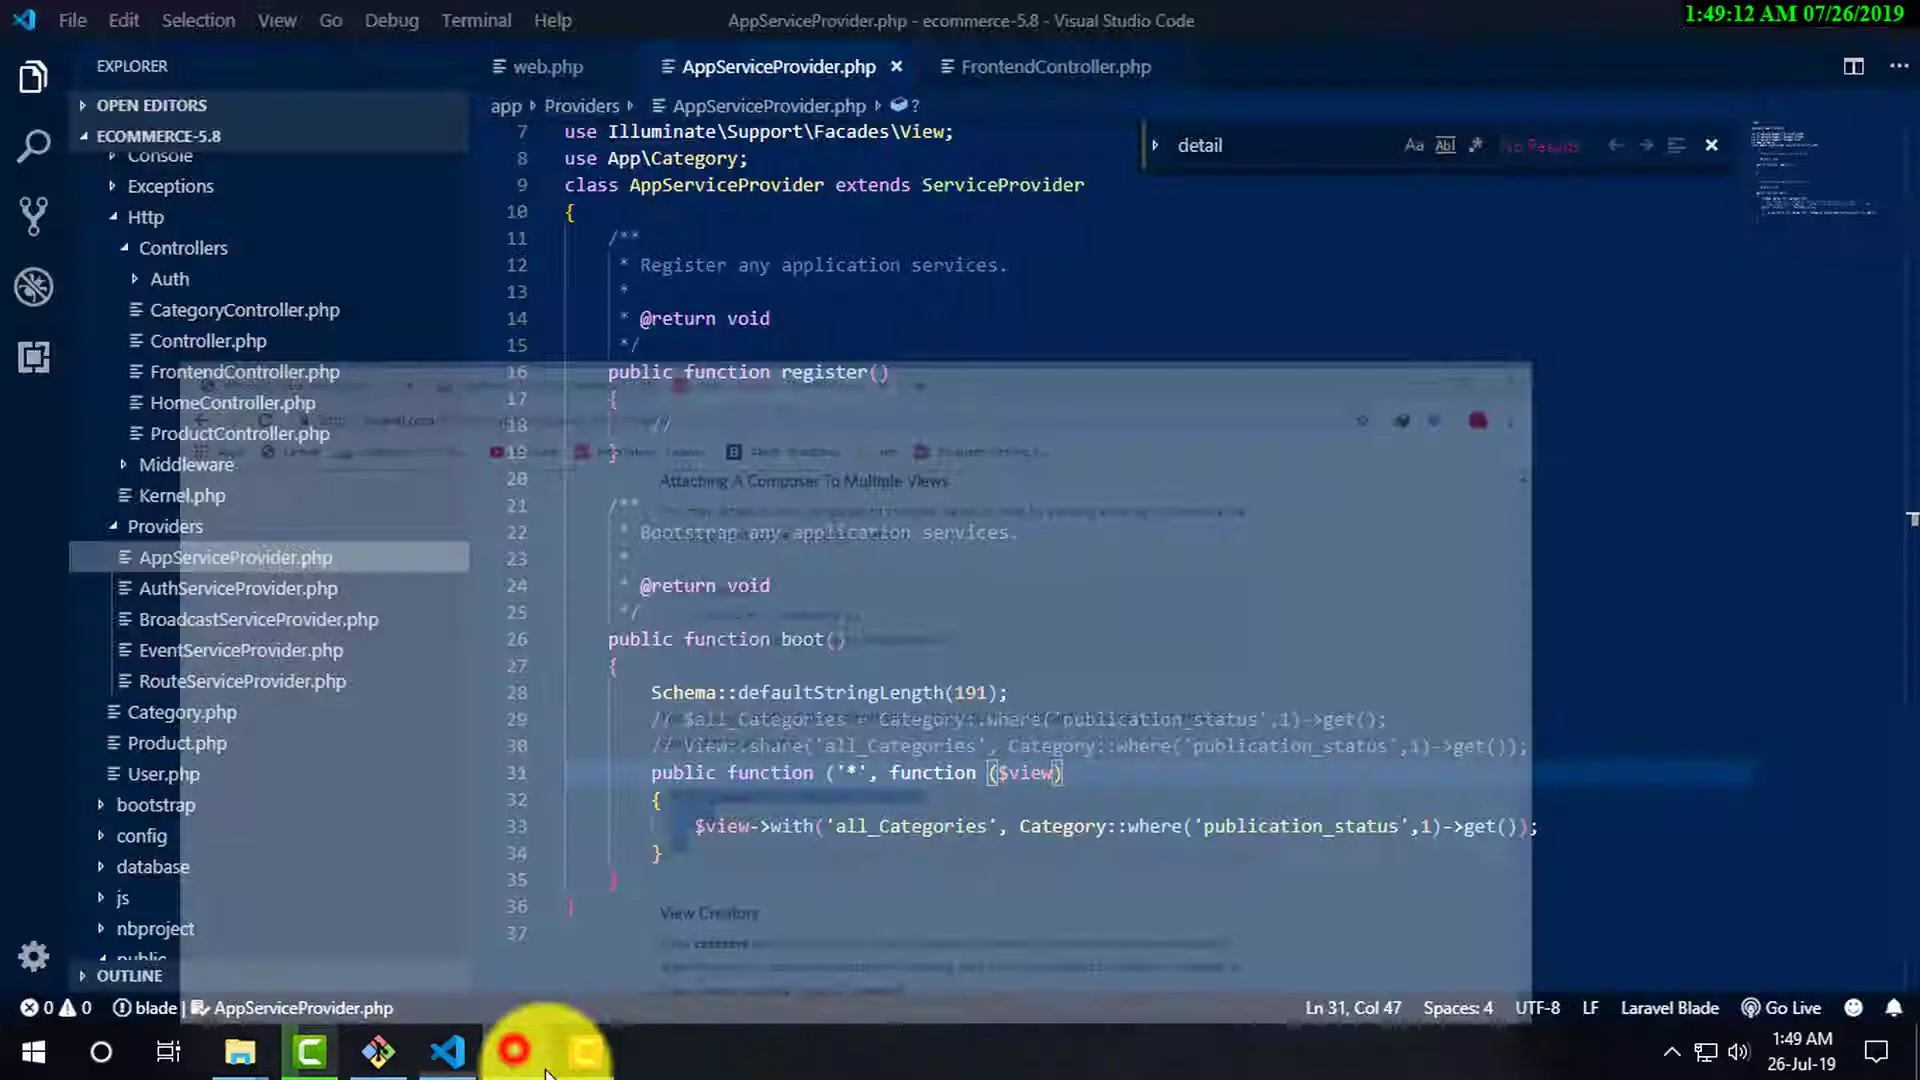 File Edit Selection View Go Debug Terminal Help
AppServiceProvider.php - ecommerce-5.8 - Visual Studio Code
1:49:12 AM 07/26/2019
EXPLORER
OPEN EDITORS
ECOMMERCE-5.8
Console
Exceptions
Http
Controllers
Auth
CategoryController.php
Controller.php
FrontendController.php
HomeController.php
ProductController.php
Middleware
Kernel.php
Providers
AppServiceProvider.php
AuthServiceProvider.php
BroadcastServiceProvider.php
EventServiceProvider.php
RouteServiceProvider.php
Category.php
Product.php
User.php
bootstrap
config
database
js
nbproject
public
OUTLINE
web.php AppServiceProvider.php FrontendController.php
app Providers AppServiceProvider.php ?
detail Aa Abl No Results
7 use Illuminate\Support\Facades\View;
8 use App\Category;
9 class AppServiceProvider extends ServiceProvider
10 {
11 /**
12 * Register any application services.
13 *
14 * @return void
15 */
16 public function register()
17 {
18 //
19 }
20
21 /**
22 * Bootstrap any application services.
23 *
24 * @return void
25 */
26 public function boot()
27 {
28 Schema::defaultStringLength(191);
29 // $all_Categories = Category::where('publication_status',1)->get();
30 // View::share('all_Categories', Category::where('publication_status',1)->get());
31 public function ('*', function ($view)
32 {
33 $view->with('all_Categories', Category::where('publication_status',1)->get());
34 }
35 }
36 }
37
Attaching A Composer To Multiple Views
View Creators
0 0 blade AppServiceProvider.php
Ln 31, Col 47 Spaces: 4 UTF-8 LF Laravel Blade Go Live
1:49 AM
26-Jul-19